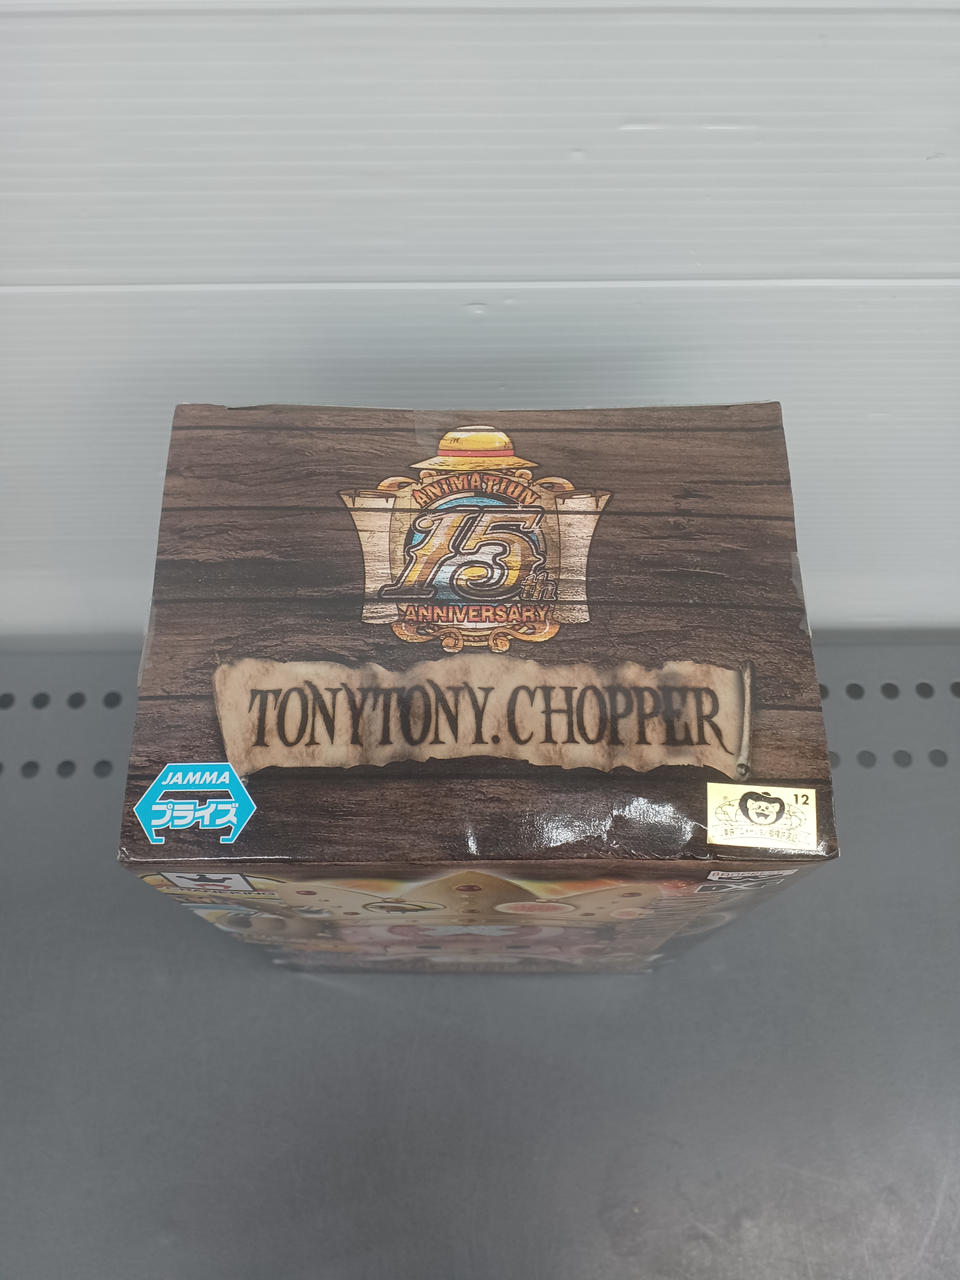 ANIMATION
15th
ANNIVERSARY
TONYTONY.CHOPPER
JAMMA
プライズ
12